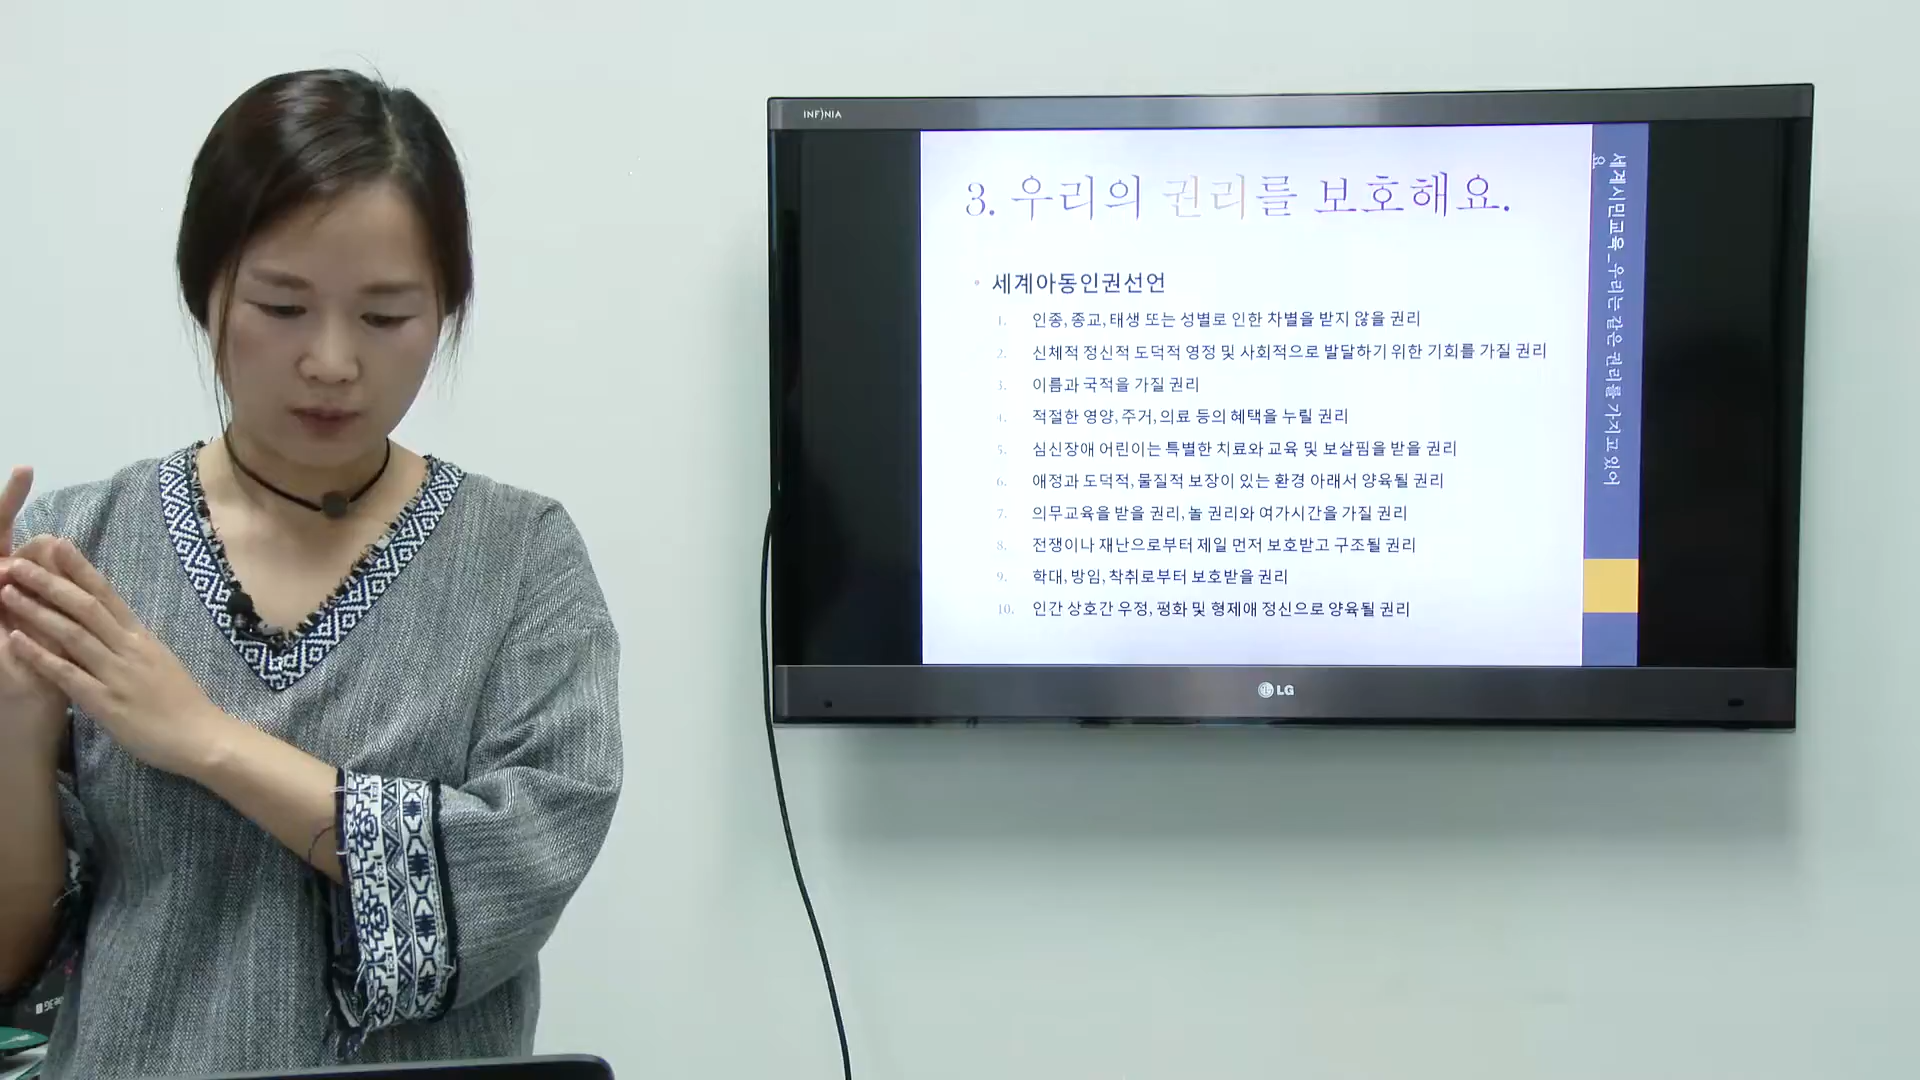 INFINIA
3. 우리의 권리를 보호해요.
• 세계아동인권선언
1. 인종, 종교, 태생 또는 성별로 인한 차별을 받지 않을 권리
2. 신체적 정신적 도덕적 영정 및 사회적으로 발달하기 위한 기회를 가질 권리
3. 이름과 국적을 가질 권리
4. 적절한 영양, 주거, 의료 등의 혜택을 누릴 권리
5. 심신장애 어린이는 특별한 치료와 교육 및 보살핌을 받을 권리
6. 애정과 도덕적, 물질적 보장이 있는 환경 아래서 양육될 권리
7. 의무교육을 받을 권리, 놀 권리와 여가시간을 가질 권리
8. 전쟁이나 재난으로부터 제일 먼저 보호받고 구조될 권리
9. 학대, 방임, 착취로부터 보호받을 권리
10. 인간 상호간 우정, 평화 및 형제애 정신으로 양육될 권리
세계시민교육_우리는 같은 권리를 가지고 있어
요
LG